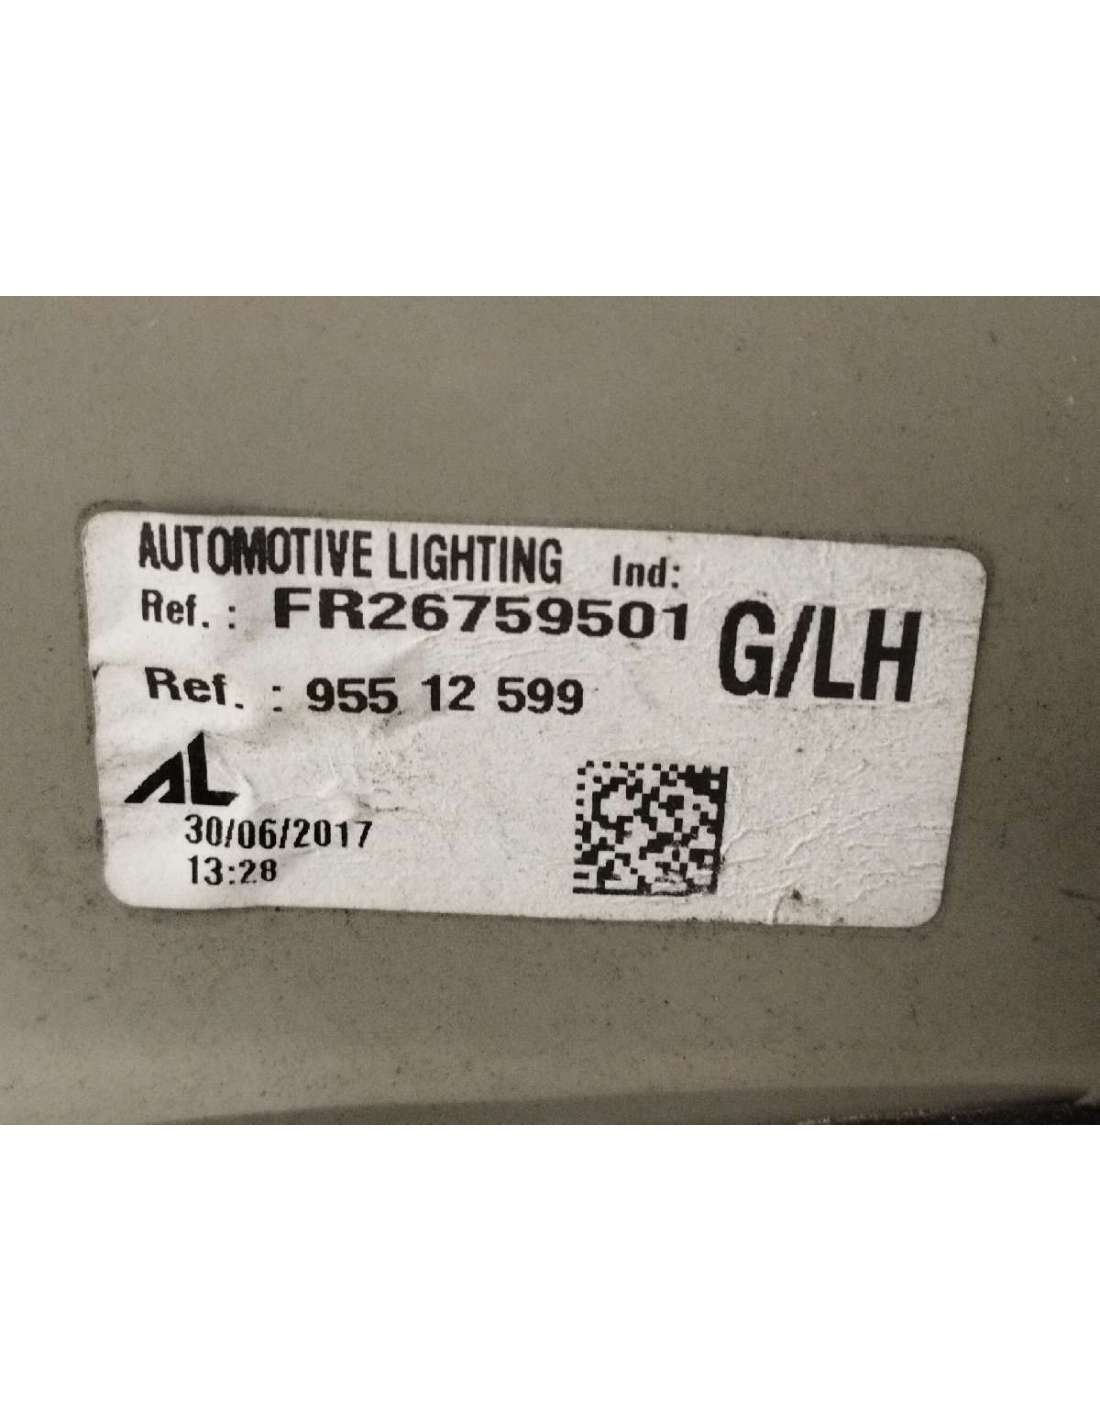 AUTOMOTIVE LIGHTING Ind:
Ref. : FR26759501
G/LH
Ref. : 955 12 599
AL
30/06/2017
13:28